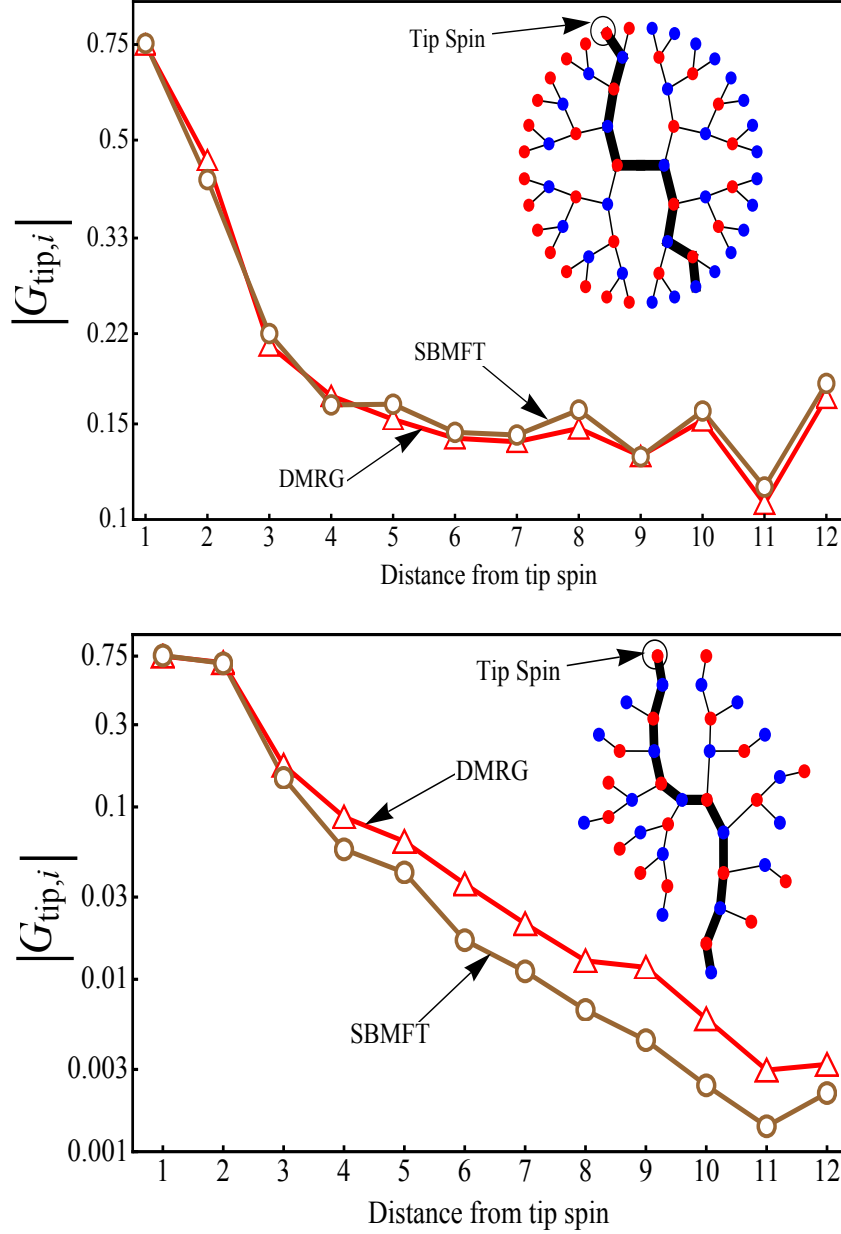 0.75
0.5
0.33
0.22
0.15
0.1
|G_tip,i|
Tip Spin
SBMFT
DMRG
1 2 3 4 5 6 7 8 9 10 11 12
Distance from tip spin
0.75
0.3
0.1
0.03
0.01
0.003
0.001
|G_tip,i|
Tip Spin
DMRG
SBMFT
1 2 3 4 5 6 7 8 9 10 11 12
Distance from tip spin